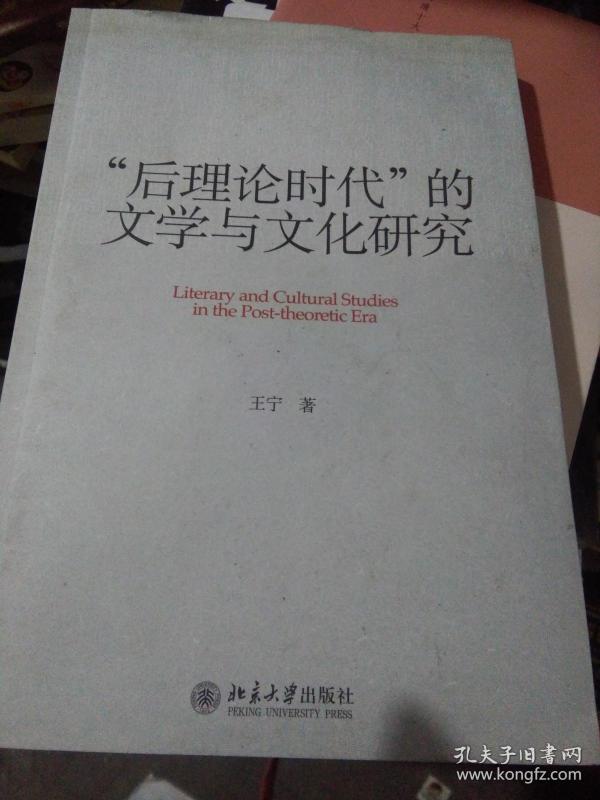 “后理论时代”的
文学与文化研究
Literary and Cultural Studies
in the Post-theoretic Era
王宁 著
北京大学出版社
PEKING UNIVERSITY PRESS
孔夫子旧书网
www.kongfz.com